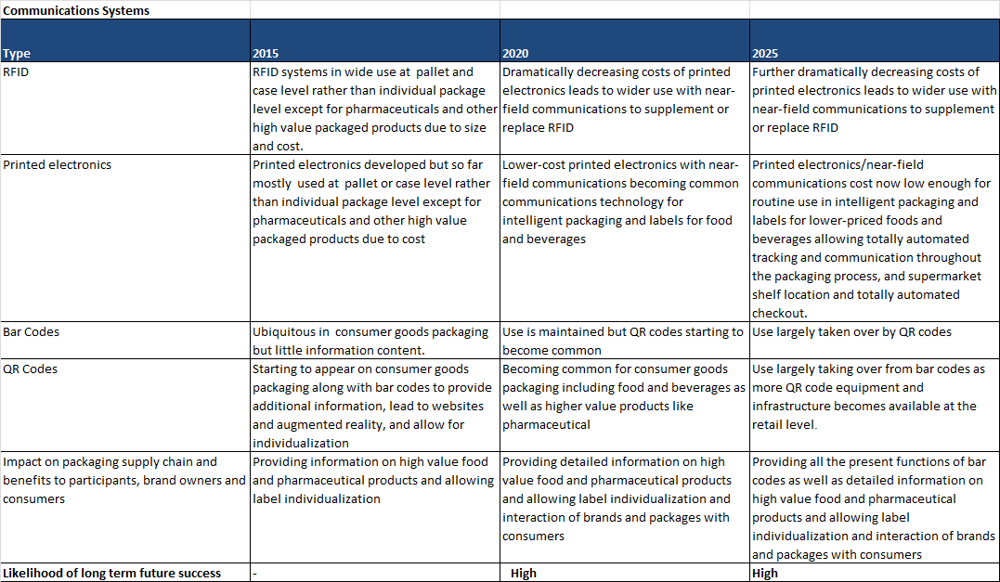 Communications Systems
Type
2015
2020
2025
RFID
RFID systems in wide use at pallet and
case level rather than individual package
level except for pharmaceuticals and other
high value packaged products due to size
and cost.
Dramatically decreasing costs of printed
electronics leads to wider use with near-
field communications to supplement or
replace RFID
Further dramatically decreasing costs of
printed electronics leads to wider use with
near-field communications to supplement
or replace RFID
Printed electronics
Printed electronics developed but so far
mostly used at pallet or case level rather
than individual package level except for
pharmaceuticals and other high value
packaged products due to cost
Lower-cost printed electronics with near-
field communications becoming common
communications technology for
intelligent packaging and labels for food
and beverages
Printed electronics/near-field
communications cost now low enough for
routine use in intelligent packaging and
labels for lower-priced foods and
beverages allowing totally automated
tracking and communication throughout
the packaging process, and supermarket
shelf location and totally automated
checkout.
Bar Codes
Ubiquitous in consumer goods packaging
but little information content.
Use is maintained but QR codes starting to
become common
Use largely taken over by QR codes
QR Codes
Starting to appear on consumer goods
packaging along with bar codes to provide
additional information, lead to websites
and augmented reality, and allow for
individualization
Becoming common for consumer goods
packaging including food and beverages as
well as higher value products like
pharmaceutical
Use largely taking over from bar codes as
more QR code equipment and
infrastructure becomes available at the
retail level.
Impact on packaging supply chain and
benefits to participants, brand owners and
consumers
Providing information on high value food
and pharmaceutical products and allowing
label individualization
Providing detailed information on high
value food and pharmaceutical products
and allowing label individualization and
interaction of brands and packages with
consumers
Providing all the present functions of bar
codes as well as detailed information on
high value food and pharmaceutical
products and allowing label
individualization and interaction of brands
and packages with consumers
Likelihood of long term future success
-
High
High